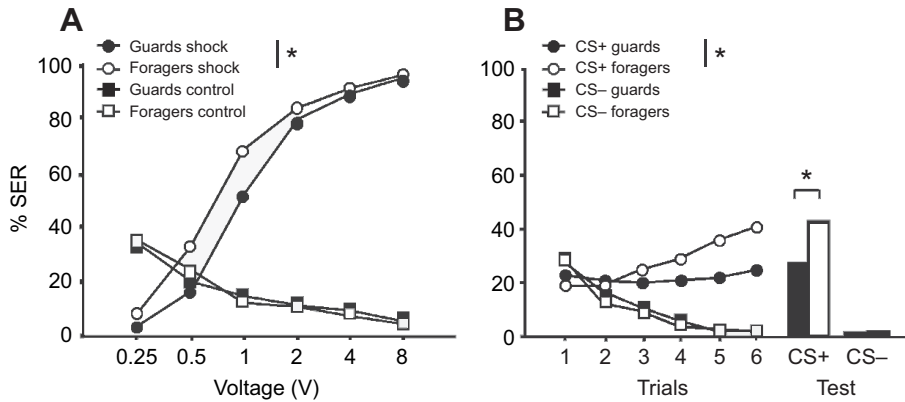 A
Guards shock
Foragers shock
Guards control
Foragers control
*
% SER
100
80
60
40
20
0
0.25 0.5 1 2 4 8
Voltage (V)
B
CS+ guards
CS+ foragers
CS– guards
CS– foragers
*
100
80
60
40
20
0
*
1 2 3 4 5 6 CS+ CS–
Trials Test